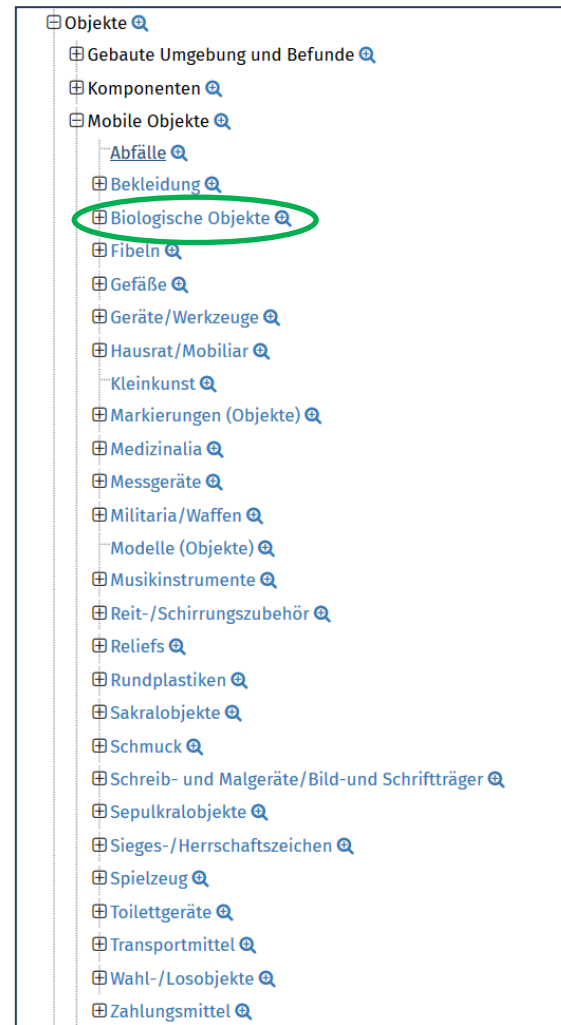 Objekte
Gebaute Umgebung und Befunde
Komponenten
Mobile Objekte
Abfälle
Bekleidung
Biologische Objekte
Fibeln
Gefäße
Geräte/Werkzeuge
Hausrat/Mobiliar
Kleinkunst
Markierungen (Objekte)
Medizinalia
Messgeräte
Militaria/Waffen
Modelle (Objekte)
Musikinstrumente
Reit-/Schirrungszubehör
Reliefs
Rundplastiken
Sakralobjekte
Schmuck
Schreib- und Malgeräte/Bild-und Schriftträger
Sepulkralobjekte
Sieges-/Herrschaftszeichen
Spielzeug
Toilettgeräte
Transportmittel
Wahl-/Losobjekte
Zahlungsmittel